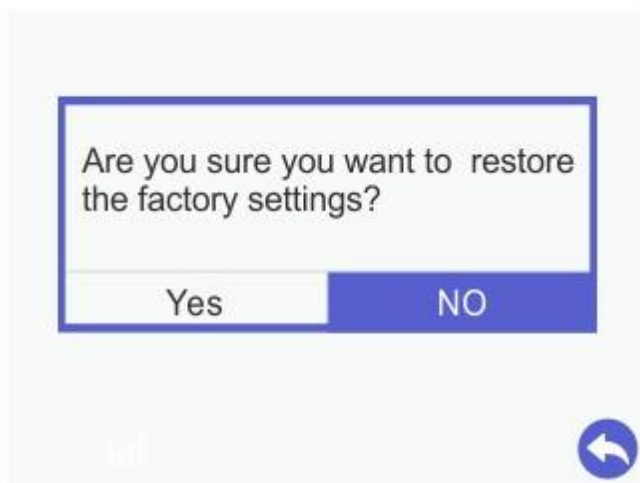 Are you sure you want to  restore
the factory settings?
Yes
NO